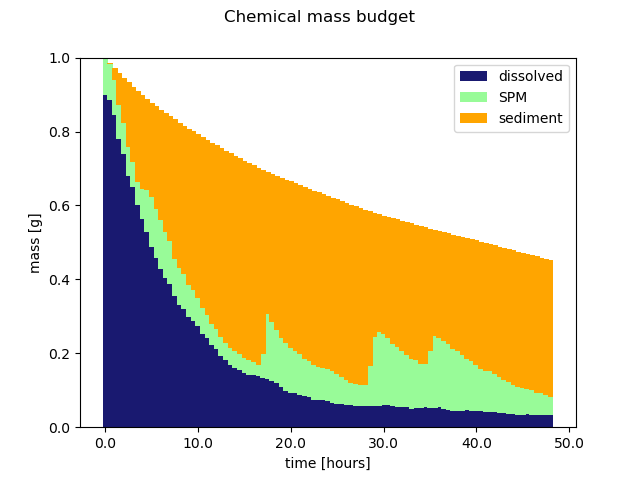 Chemical mass budget
1.0
0.8
0.6
0.4
0.2
0.0
mass [g]
dissolved
SPM
sediment
0.0 10.0 20.0 30.0 40.0 50.0
time [hours]